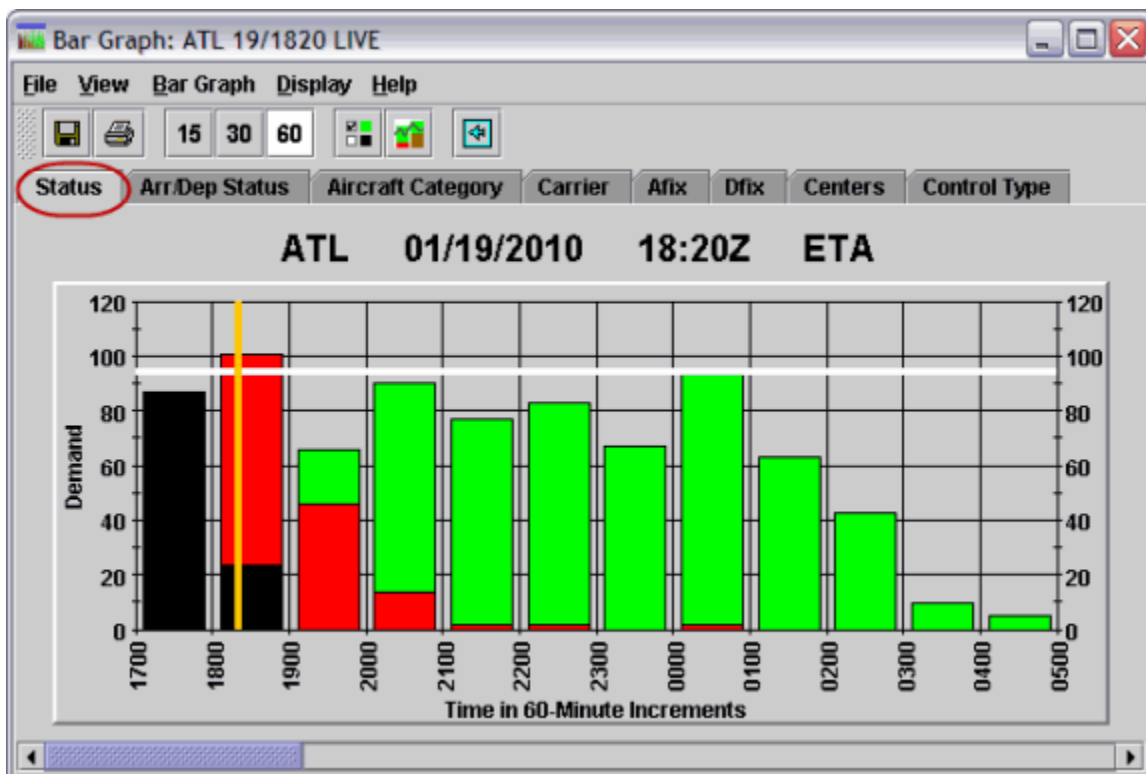 Bar Graph: ATL 19/1820 LIVE
File View Bar Graph Display Help
15 30 60
Status Arr/Dep Status Aircraft Category Carrier Afix Dfix Centers Control Type
ATL 01/19/2010 18:20Z ETA
120 120
100 100
80 80
60 60
40 40
20 20
0 0
Demand
1700 1800 1900 2000 2100 2200 2300 0000 0100 0200 0300 0400 0500
Time in 60-Minute Increments